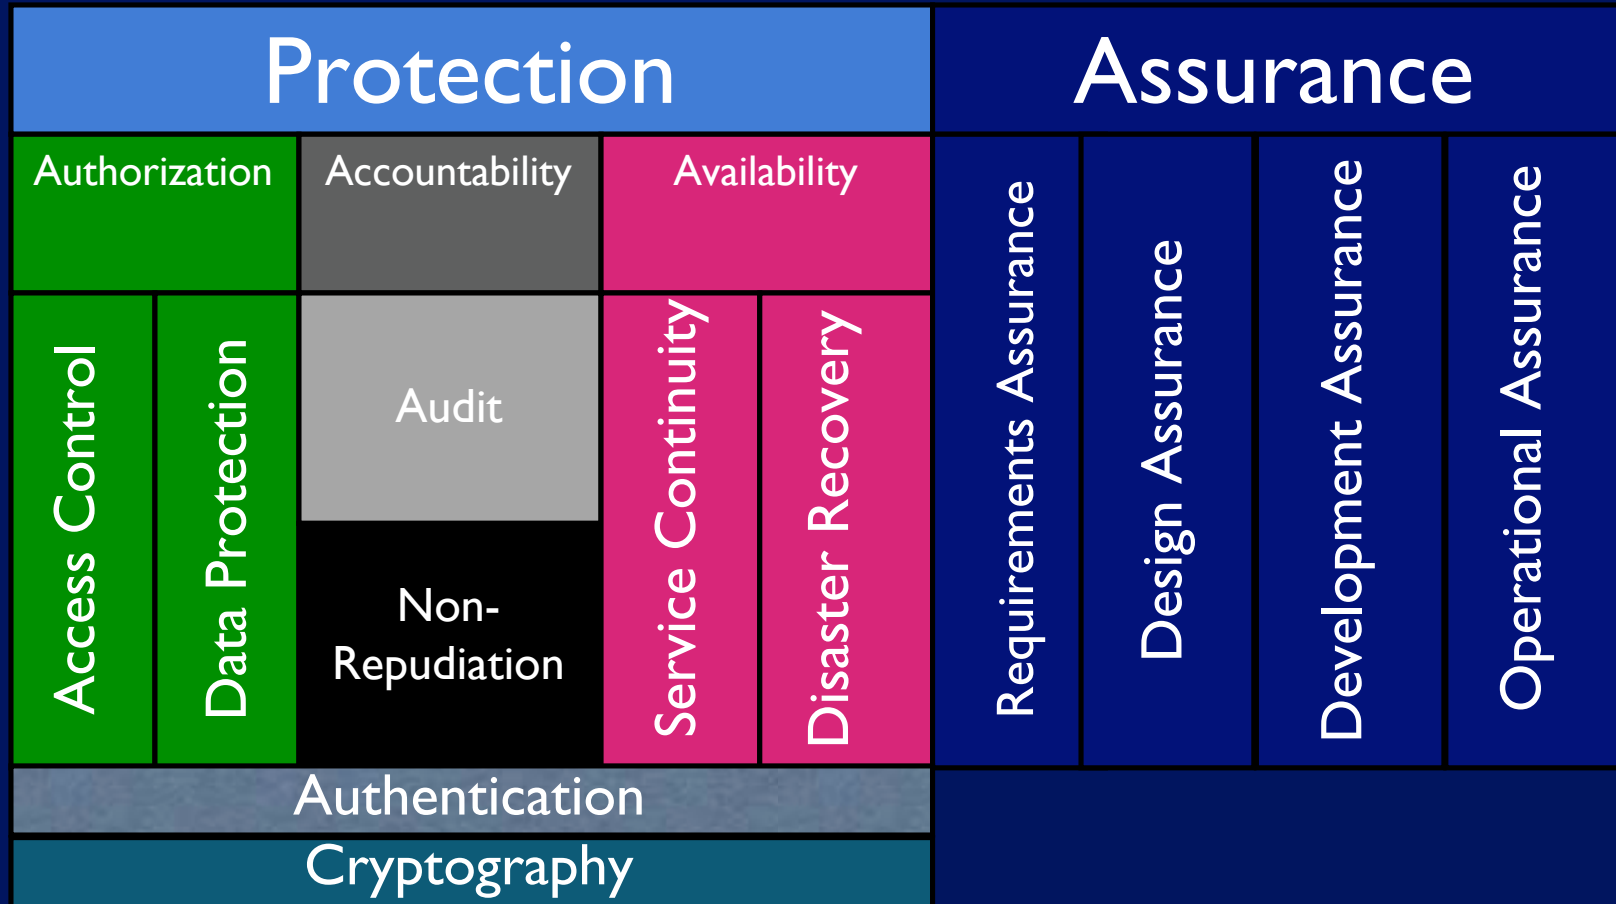 Protection
Assurance
Authorization
Accountability
Availability
Access Control
Data Protection
Audit
Non-
Repudiation
Service Continuity
Disaster Recovery
Requirements Assurance
Design Assurance
Development Assurance
Operational Assurance
Authentication
Cryptography